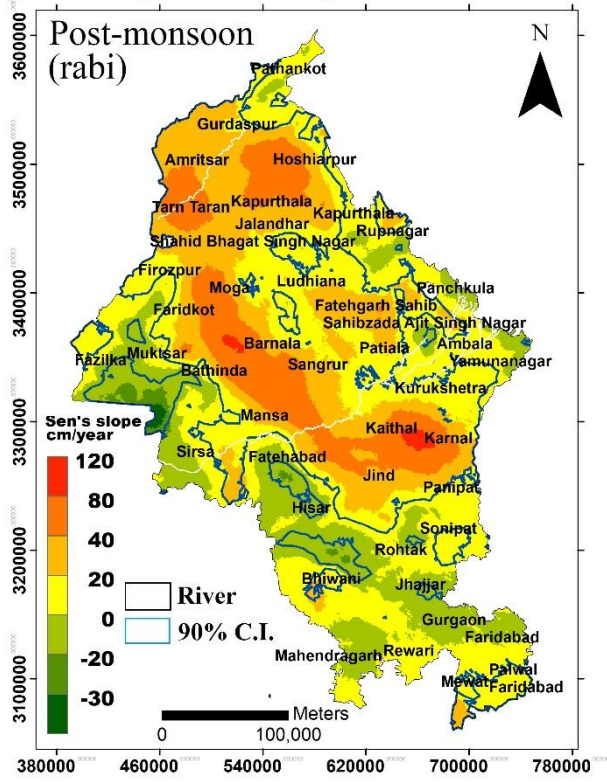 3600000
Post-monsoon
(rabi)
N
Pathankot
Gurdaspur
3500000
Amritsar
Hoshiarpur
Tarn Taran
Kapurthala
Kapurthala
Jalandhar
Rupnagar
Shahid Bhagat Singh Nagar
Firozpur
Moga
Ludhiana
Panchkula
3400000
Faridkot
Fatehgarh Sahib
Sahibzada Ajit Singh Nagar
Fazilka
Muktsar
Barnala
Patiala
Ambala
Bathinda
Sangrur
Yamunanagar
Kurukshetra
Mansa
3300000
Sen's slope
cm/year
Kaithal
Karnal
Sirsa
Fatehabad
120
Jind
Panipat
80
Hisar
Sonipat
3200000
40
Rohtak
20
Bhiwani
Jhajjar
River
0
Gurgaon
90% C.I.
Faridabad
-20
Mahendragarh
Rewari
3100000
-30
Palwal
Mewat
Faridabad
Meters
0
100,000
380000
460000
540000
620000
700000
780000